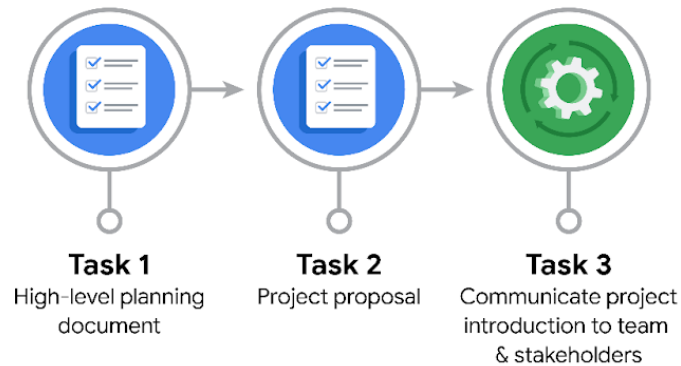 Task 1
High-level planning
document
Task 2
Project proposal
Task 3
Communicate project
introduction to team
& stakeholders